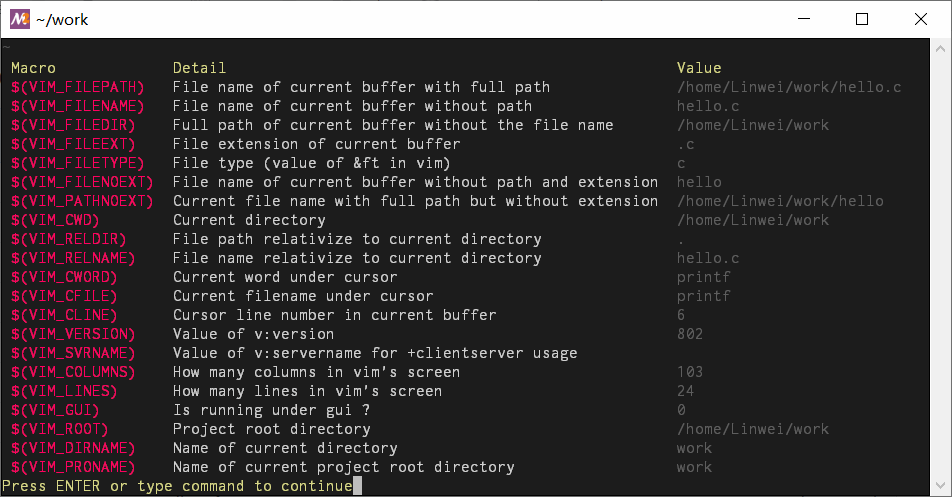 ~/work
~
Macro Detail Value
$(VIM_FILEPATH) File name of current buffer with full path /home/Linwei/work/hello.c
$(VIM_FILENAME) File name of current buffer without path hello.c
$(VIM_FILEDIR) Full path of current buffer without the file name /home/Linwei/work
$(VIM_FILEEXT) File extension of current buffer .c
$(VIM_FILETYPE) File type (value of &ft in vim) c
$(VIM_FILENOEXT) File name of current buffer without path and extension hello
$(VIM_PATHNOEXT) Current file name with full path but without extension /home/Linwei/work/hello
$(VIM_CWD) Current directory /home/Linwei/work
$(VIM_RELDIR) File path relativize to current directory .
$(VIM_RELNAME) File name relativize to current directory hello.c
$(VIM_CWORD) Current word under cursor printf
$(VIM_CFILE) Current filename under cursor printf
$(VIM_CLINE) Cursor line number in current buffer 6
$(VIM_VERSION) Value of v:version 802
$(VIM_SVRNAME) Value of v:servername for +clientserver usage
$(VIM_COLUMNS) How many columns in vim's screen 103
$(VIM_LINES) How many lines in vim's screen 24
$(VIM_GUI) Is running under gui ? 0
$(VIM_ROOT) Project root directory /home/Linwei/work
$(VIM_DIRNAME) Name of current directory work
$(VIM_PRONAME) Name of current project root directory work
Press ENTER or type command to continue